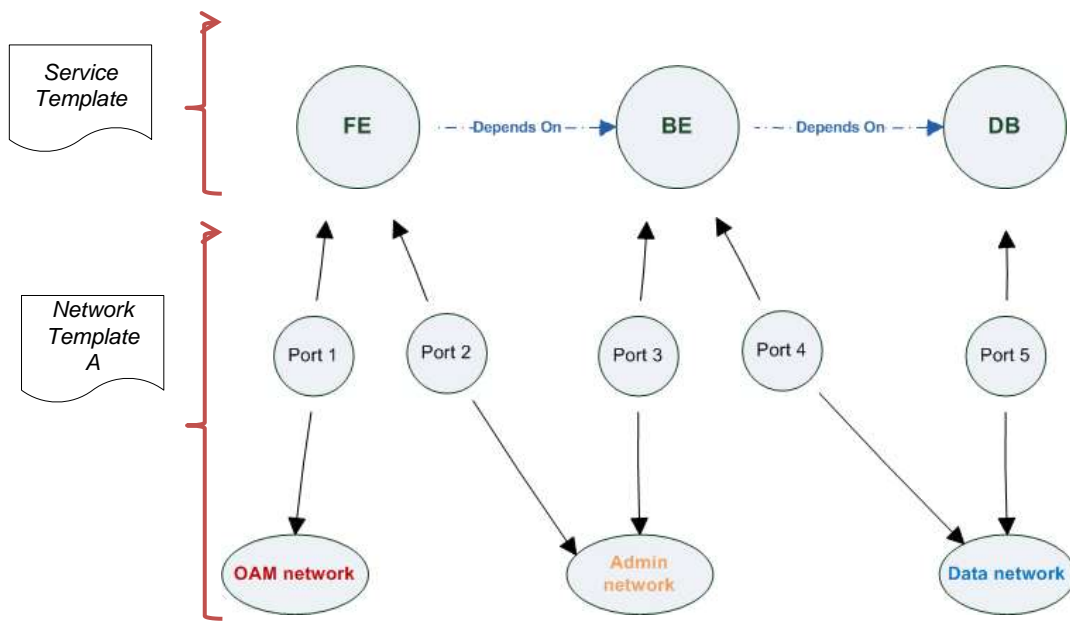 Service
Template
FE
Depends On
BE
Depends On
DB
Network
Template
A
Port 1
Port 2
Port 3
Port 4
Port 5
OAM network
Admin
network
Data network